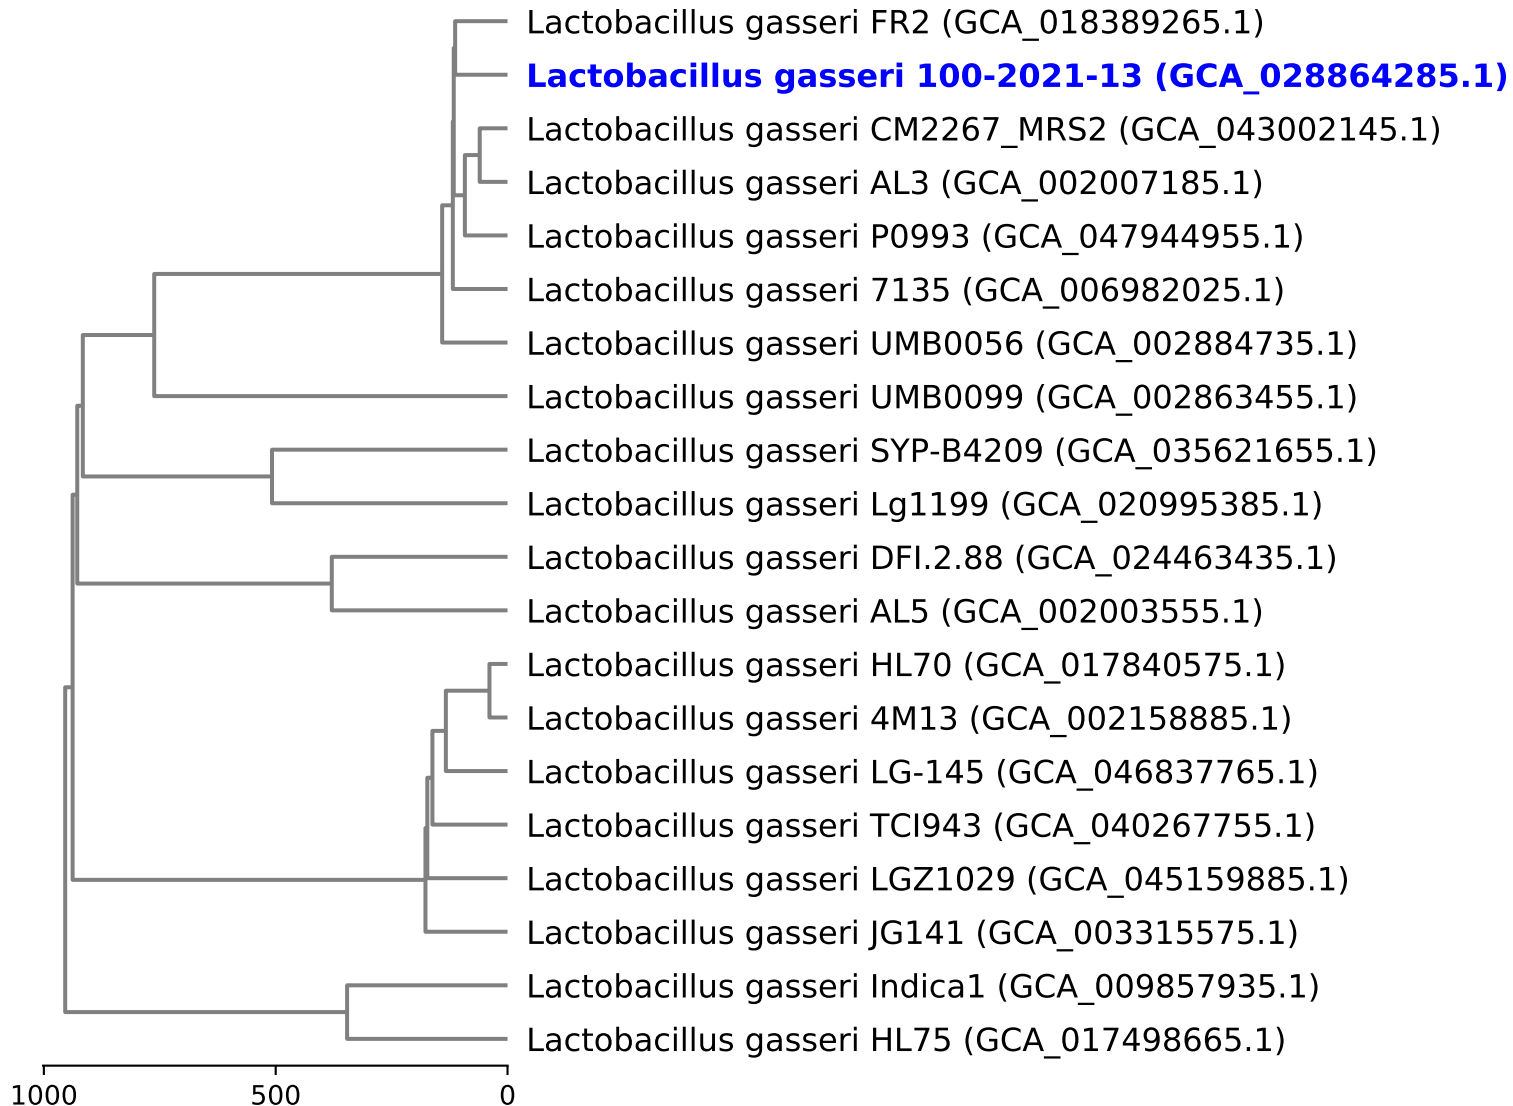 Lactobacillus gasseri FR2 (GCA_018389265.1)
Lactobacillus gasseri 100-2021-13 (GCA_028864285.1)
Lactobacillus gasseri CM2267_MRS2 (GCA_043002145.1)
Lactobacillus gasseri AL3 (GCA_002007185.1)
Lactobacillus gasseri P0993 (GCA_047944955.1)
Lactobacillus gasseri 7135 (GCA_006982025.1)
Lactobacillus gasseri UMB0056 (GCA_002884735.1)
Lactobacillus gasseri UMB0099 (GCA_002863455.1)
Lactobacillus gasseri SYP-B4209 (GCA_035621655.1)
Lactobacillus gasseri Lg1199 (GCA_020995385.1)
Lactobacillus gasseri DFI.2.88 (GCA_024463435.1)
Lactobacillus gasseri AL5 (GCA_002003555.1)
Lactobacillus gasseri HL70 (GCA_017840575.1)
Lactobacillus gasseri 4M13 (GCA_002158885.1)
Lactobacillus gasseri LG-145 (GCA_046837765.1)
Lactobacillus gasseri TCI943 (GCA_040267755.1)
Lactobacillus gasseri LGZ1029 (GCA_045159885.1)
Lactobacillus gasseri JG141 (GCA_003315575.1)
Lactobacillus gasseri Indica1 (GCA_009857935.1)
Lactobacillus gasseri HL75 (GCA_017498665.1)
1000 500 0